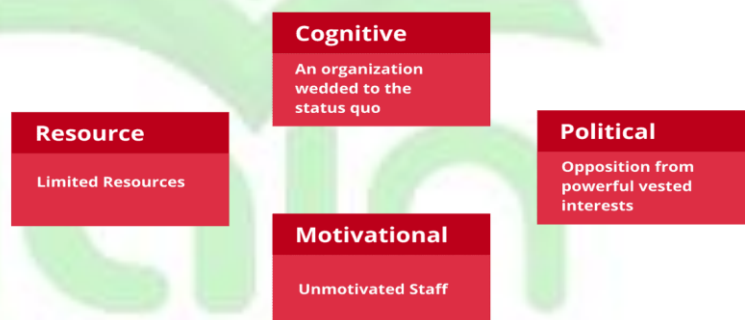 Cognitive
An organization
wedded to the
status quo
Resource
Limited Resources
Political
Opposition from
powerful vested
interests
Motivational
Unmotivated Staff